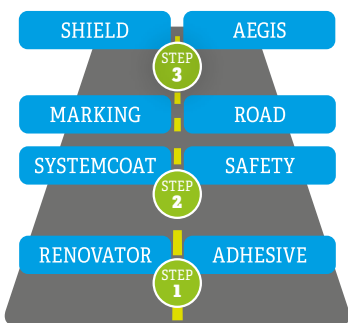 SHIELD AEGIS
STEP
3
MARKING ROAD
SYSTEMCOAT SAFETY
STEP
2
RENOVATOR ADHESIVE
STEP
1